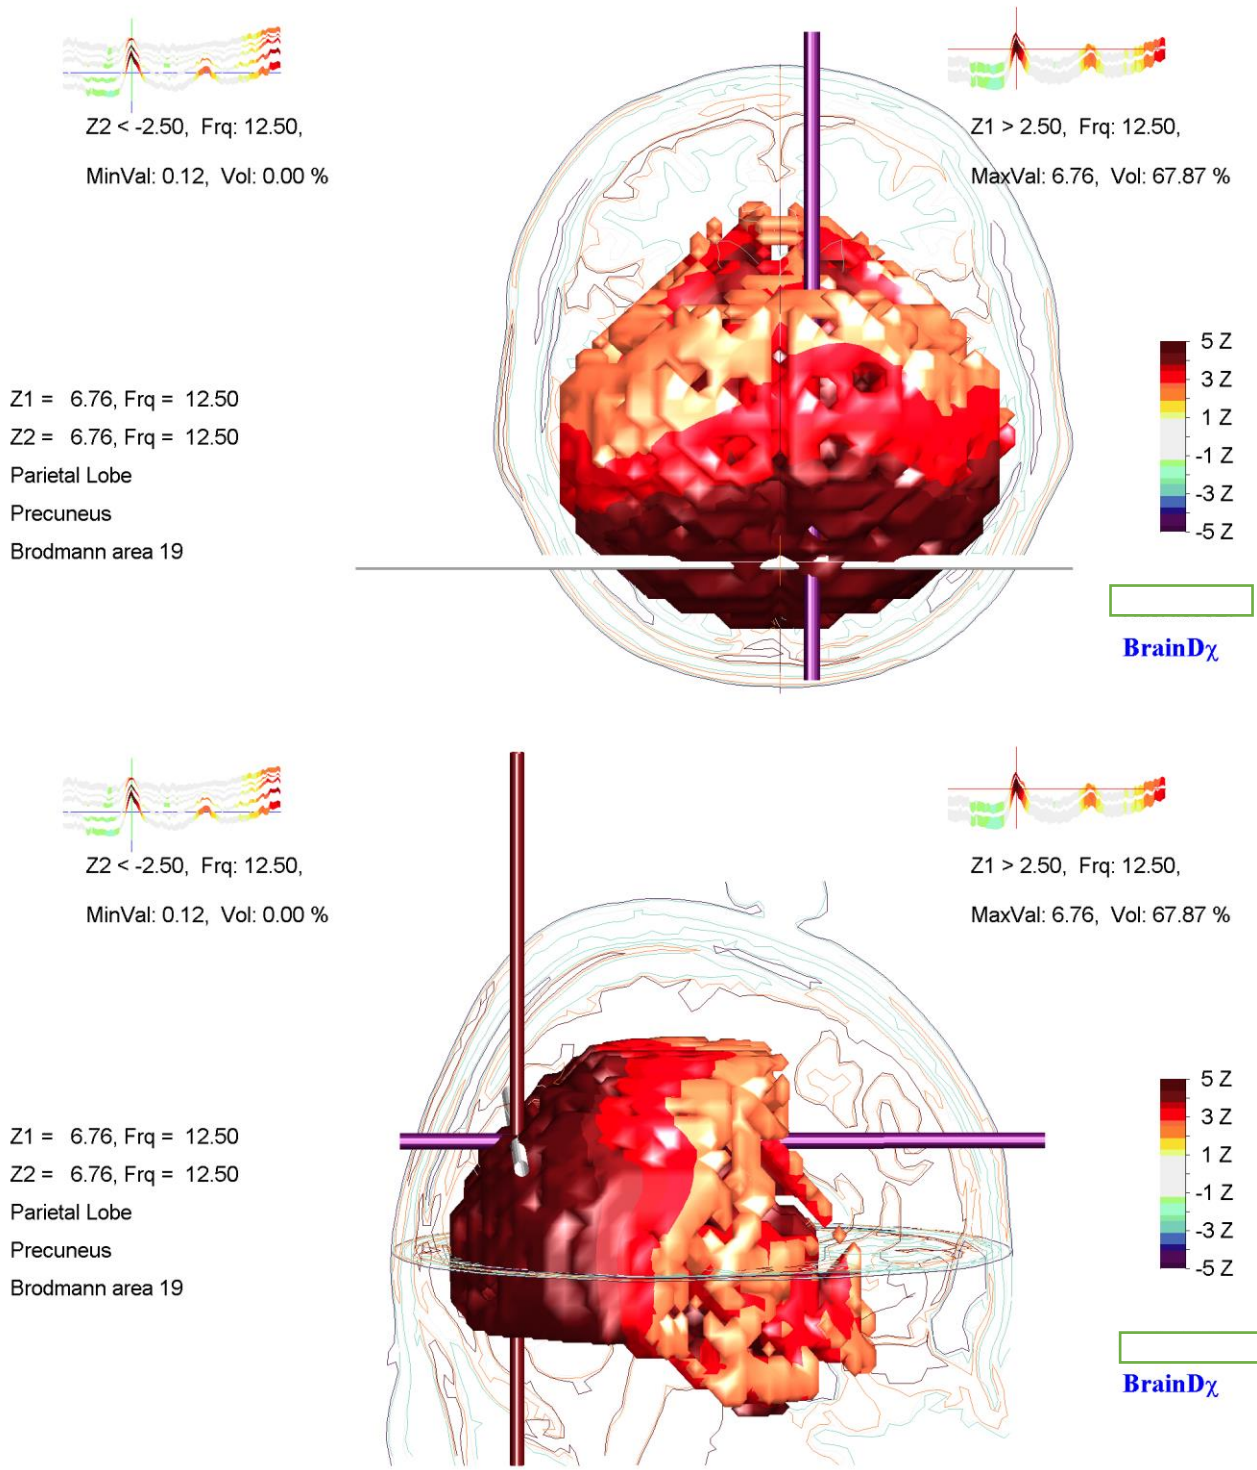 Z2 < -2.50, Frq: 12.50,
MinVal: 0.12, Vol: 0.00 %
Z1 > 2.50, Frq: 12.50,
MaxVal: 6.76, Vol: 67.87 %
Z1 = 6.76, Frq = 12.50
Z2 = 6.76, Frq = 12.50
Parietal Lobe
Precuneus
Brodmann area 19
5 Z
3 Z
1 Z
-1 Z
-3 Z
-5 Z
BrainDχ
Z2 < -2.50, Frq: 12.50,
MinVal: 0.12, Vol: 0.00 %
Z1 > 2.50, Frq: 12.50,
MaxVal: 6.76, Vol: 67.87 %
Z1 = 6.76, Frq = 12.50
Z2 = 6.76, Frq = 12.50
Parietal Lobe
Precuneus
Brodmann area 19
5 Z
3 Z
1 Z
-1 Z
-3 Z
-5 Z
BrainDχ